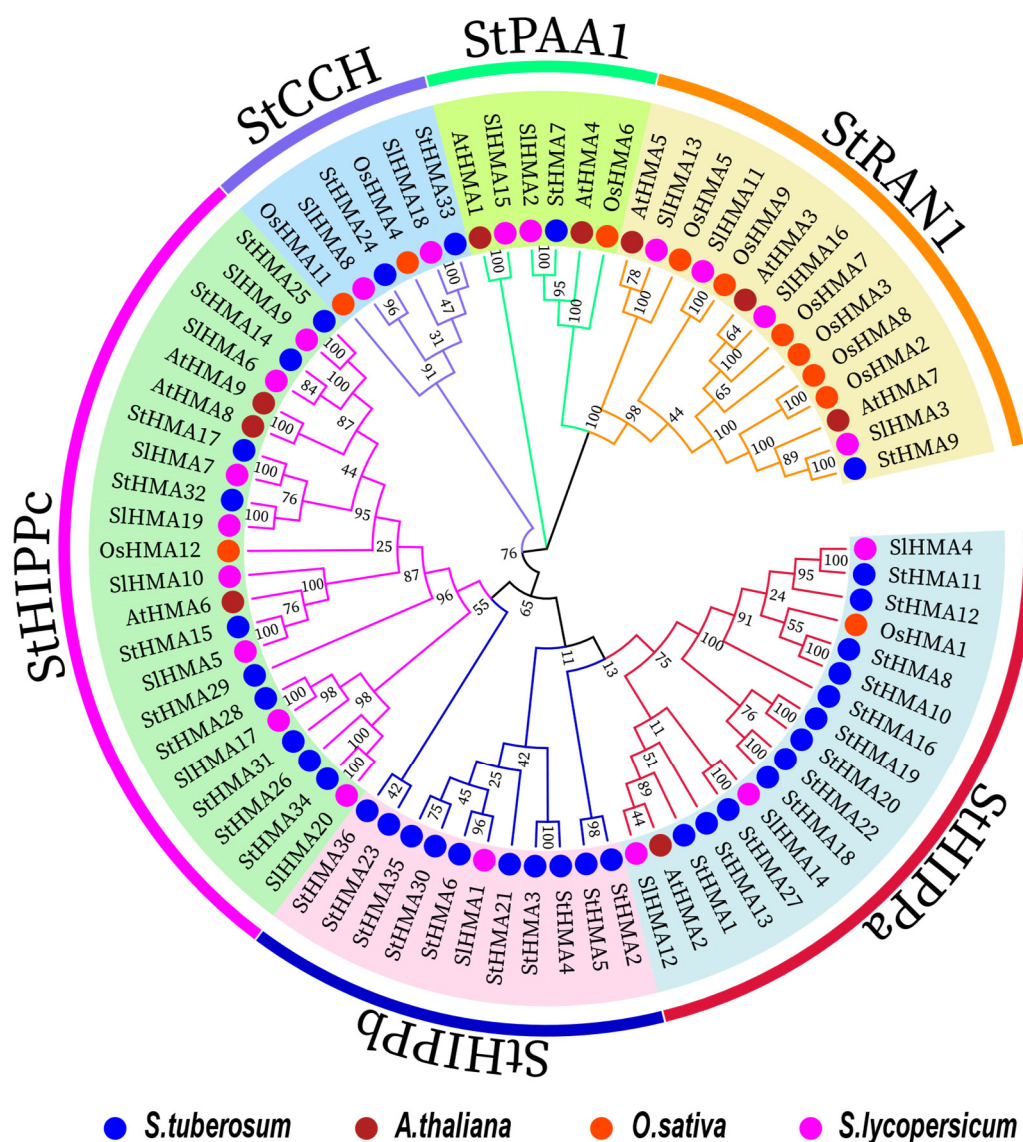 StPAA1
StCCH
StRAN1
StHIPPc
StHIPPb
StHIPPa
AtHMA1
SlHMA15
SlHMA2
StHMA7
AtHMA4
OsHMA6
AtHMA5
SlHMA13
OsHMA5
SlHMA11
OsHMA9
AtHMA3
SlHMA16
OsHMA7
OsHMA3
OsHMA8
OsHMA2
AtHMA7
SlHMA3
StHMA9
SlHMA4
StHMA11
StHMA12
OsHMA1
StHMA8
StHMA10
StHMA16
StHMA19
StHMA20
StHMA22
StHMA18
SlHMA14
StHMA27
StHMA13
StHMA1
AtHMA2
SlHMA12
StHMA2
StHMA5
StHMA4
StHMA3
StHMA21
SlHMA1
StHMA6
StHMA30
StHMA35
StHMA23
StHMA36
SlHMA20
StHMA34
StHMA26
StHMA31
SlHMA17
StHMA28
StHMA29
SlHMA5
StHMA15
AtHMA6
SlHMA10
OsHMA12
SlHMA19
StHMA32
SlHMA7
StHMA17
AtHMA8
AtHMA9
SlHMA6
StHMA14
SlHMA9
StHMA25
OsHMA11
SlHMA8
StHMA24
OsHMA4
SlHMA18
StHMA33
100
100
95
100
78
100
100
64
100
65
100
100
100
89
100
44
98
100
96
100
47
31
91
100
100
84
87
100
44
100
76
100
95
25
100
76
100
87
96
55
100
98
98
100
100
76
65
11
13
75
100
91
24
95
100
55
100
76
100
100
11
51
89
44
100
42
75
45
96
25
42
100
98
S.tuberosum
A.thaliana
O.sativa
S.lycopersicum